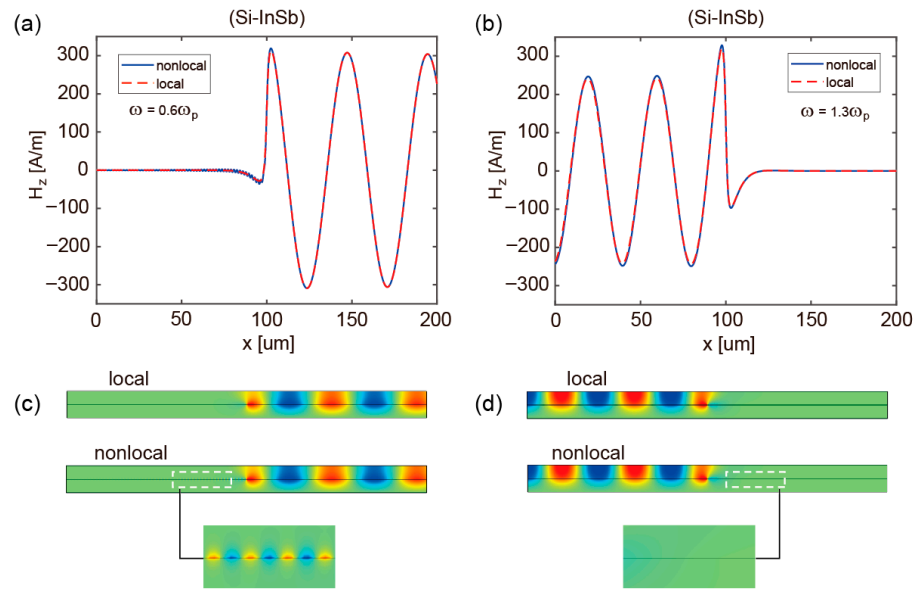 (a)
(Si-InSb)
300
200
100
0
−100
−200
−300
H_z [A/m]
nonlocal
local
ω = 0.6ω_p
0
50
100
150
200
x [um]
(b)
(Si-InSb)
300
200
100
0
−100
−200
−300
H_z [A/m]
nonlocal
local
ω = 1.3ω_p
0
50
100
150
200
x [um]
(c)
local
nonlocal
(d)
local
nonlocal